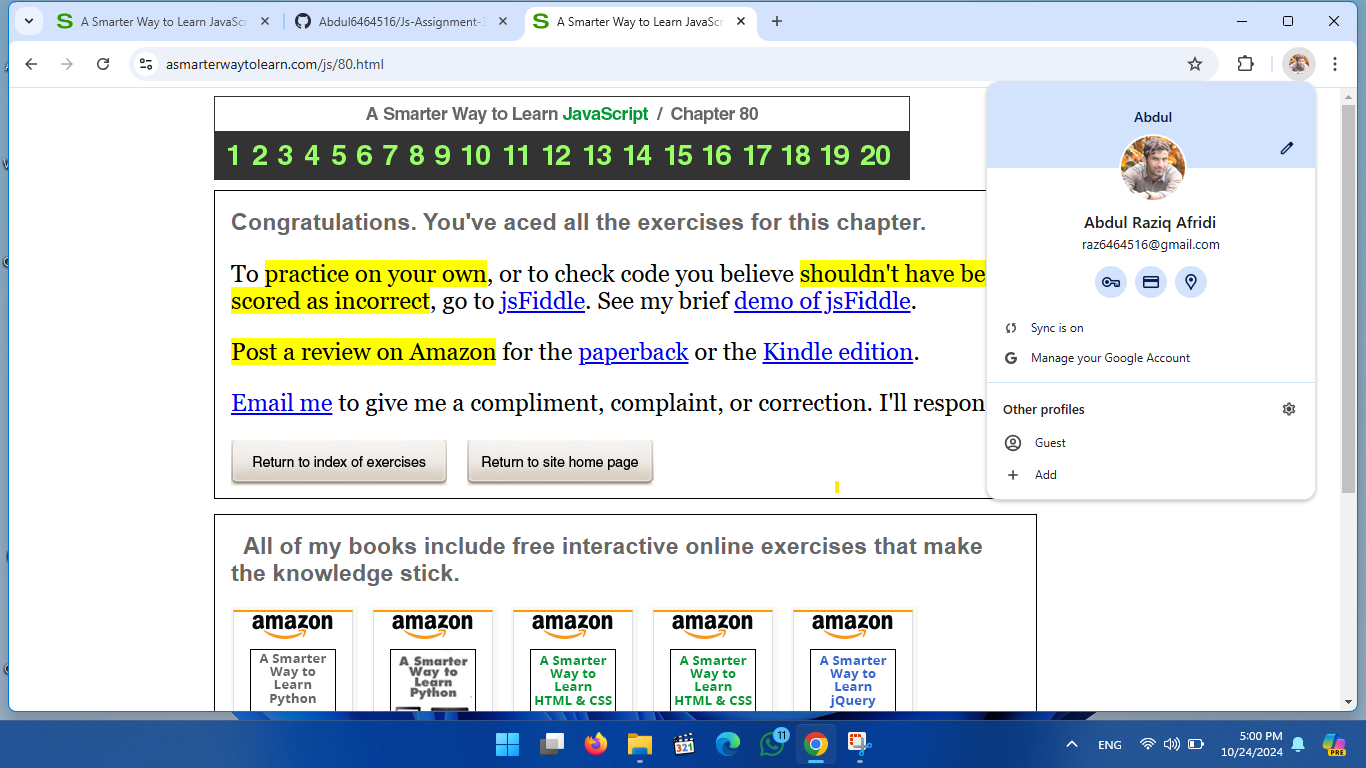 A Smarter Way to Learn JavaScr
Abdul6464516/Js-Assignment-
A Smarter Way to Learn JavaScr
asmarterwaytolearn.com/js/80.html
A Smarter Way to Learn JavaScript / Chapter 80
1 2 3 4 5 6 7 8 9 10 11 12 13 14 15 16 17 18 19 20
Congratulations. You've aced all the exercises for this chapter.
To practice on your own, or to check code you believe shouldn't have be
scored as incorrect, go to jsFiddle. See my brief demo of jsFiddle.
Post a review on Amazon for the paperback or the Kindle edition.
Email me to give me a compliment, complaint, or correction. I'll respon
Return to index of exercises
Return to site home page
Abdul
Abdul Raziq Afridi
raz6464516@gmail.com
Sync is on
Manage your Google Account
Other profiles
Guest
Add
All of my books include free interactive online exercises that make
the knowledge stick.
amazon
A Smarter
Way to
Learn
Python
amazon
A Smarter
Way to
Learn
Python
amazon
A Smarter
Way to
Learn
HTML & CSS
amazon
A Smarter
Way to
Learn
HTML & CSS
amazon
A Smarter
Way to
Learn
jQuery
321
11
ENG
5:00 PM
10/24/2024
PRE